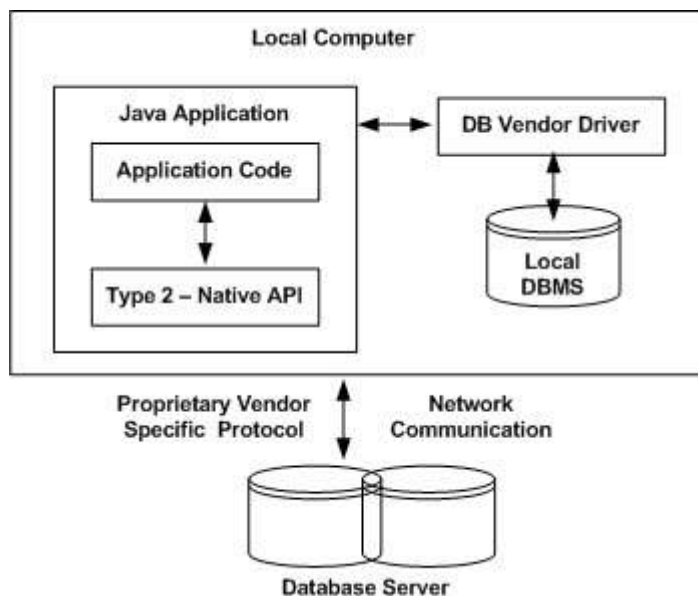 Local Computer
Java Application
DB Vendor Driver
Application Code
Type 2 – Native API
Local
DBMS
Proprietary Vendor
Specific Protocol
Network
Communication
Database Server